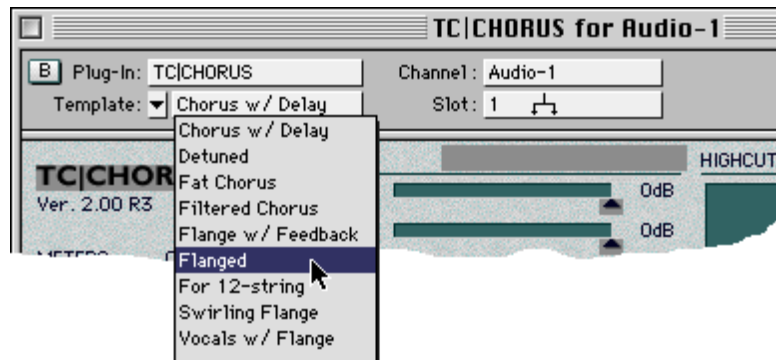 TC|CHORUS for Audio-1
B Plug-In: TC|CHORUS Channel: Audio-1
Template: Chorus w/ Delay Slot: 1
Chorus w/ Delay
Detuned
Fat Chorus
Filtered Chorus
Flange w/ Feedback
Flanged
For 12-string
Swirling Flange
Vocals w/ Flange
TC|CHOR
Ver. 2.00 R3
HIGHCUT
0dB
0dB